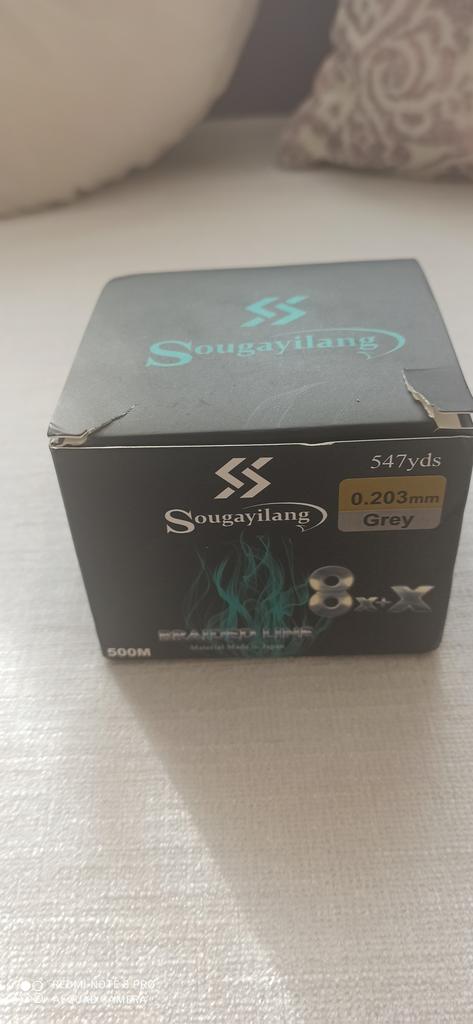 Sougayilang
547yds
Sougayilang
0.203mm
Grey
8X+X
BRAIDED LINE
Material Made in Japan
500M
REDMI NOTE 8 PRO
AI QUAD CAMERA